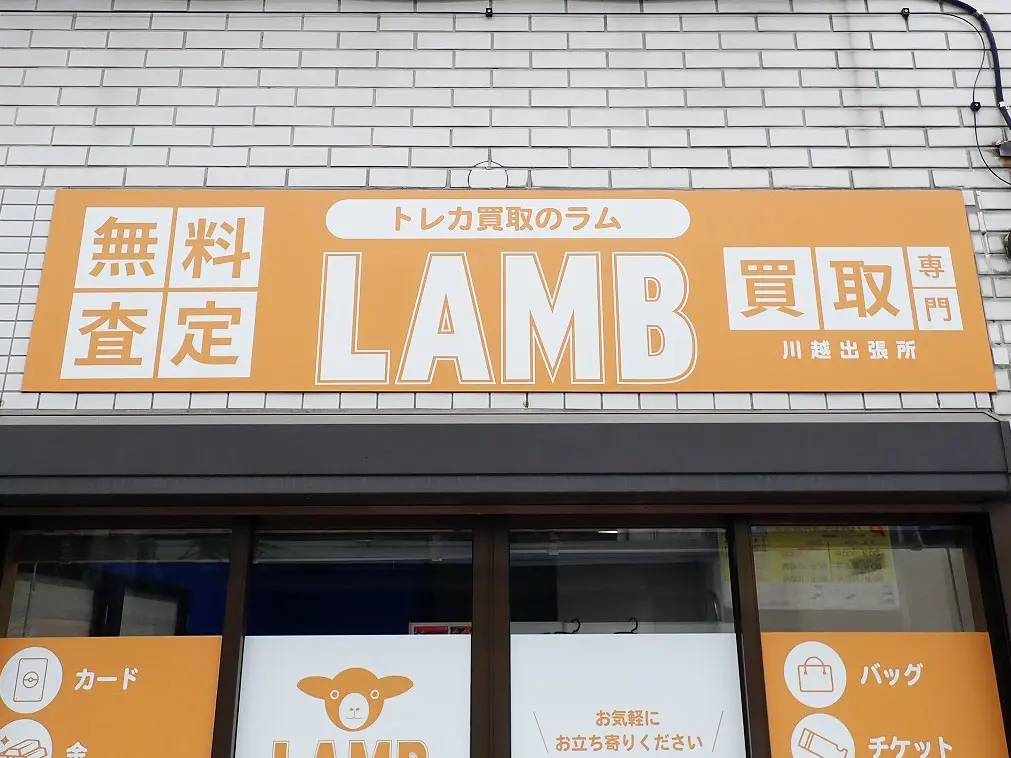 無料
査定
トレカ買取のラム
LAMB
買取専門
川越出張所
カード
金
LAMB
お気軽に
お立ち寄りください
バッグ
チケット